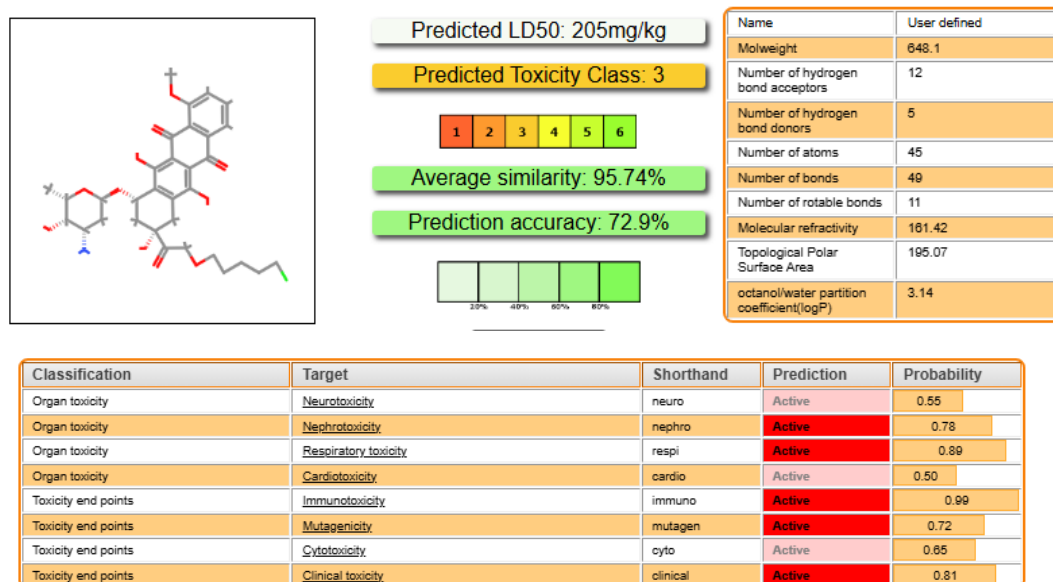 Predicted LD50: 205mg/kg
Predicted Toxicity Class: 3
1 2 3 4 5 6
Average similarity: 95.74%
Prediction accuracy: 72.9%
20% 40% 60% 80%
Name User defined
Molweight 648.1
Number of hydrogen bond acceptors 12
Number of hydrogen bond donors 5
Number of atoms 45
Number of bonds 49
Number of rotable bonds 11
Molecular refractivity 161.42
Topological Polar Surface Area 195.07
octanol/water partition coefficient(logP) 3.14
Classification Target Shorthand Prediction Probability
Organ toxicity Neurotoxicity neuro Active 0.55
Organ toxicity Nephrotoxicity nephro Active 0.78
Organ toxicity Respiratory toxicity respi Active 0.89
Organ toxicity Cardiotoxicity cardio Active 0.50
Toxicity end points Immunotoxicity immuno Active 0.99
Toxicity end points Mutagenicity mutagen Active 0.72
Toxicity end points Cytotoxicity cyto Active 0.65
Toxicity end points Clinical toxicity clinical Active 0.81